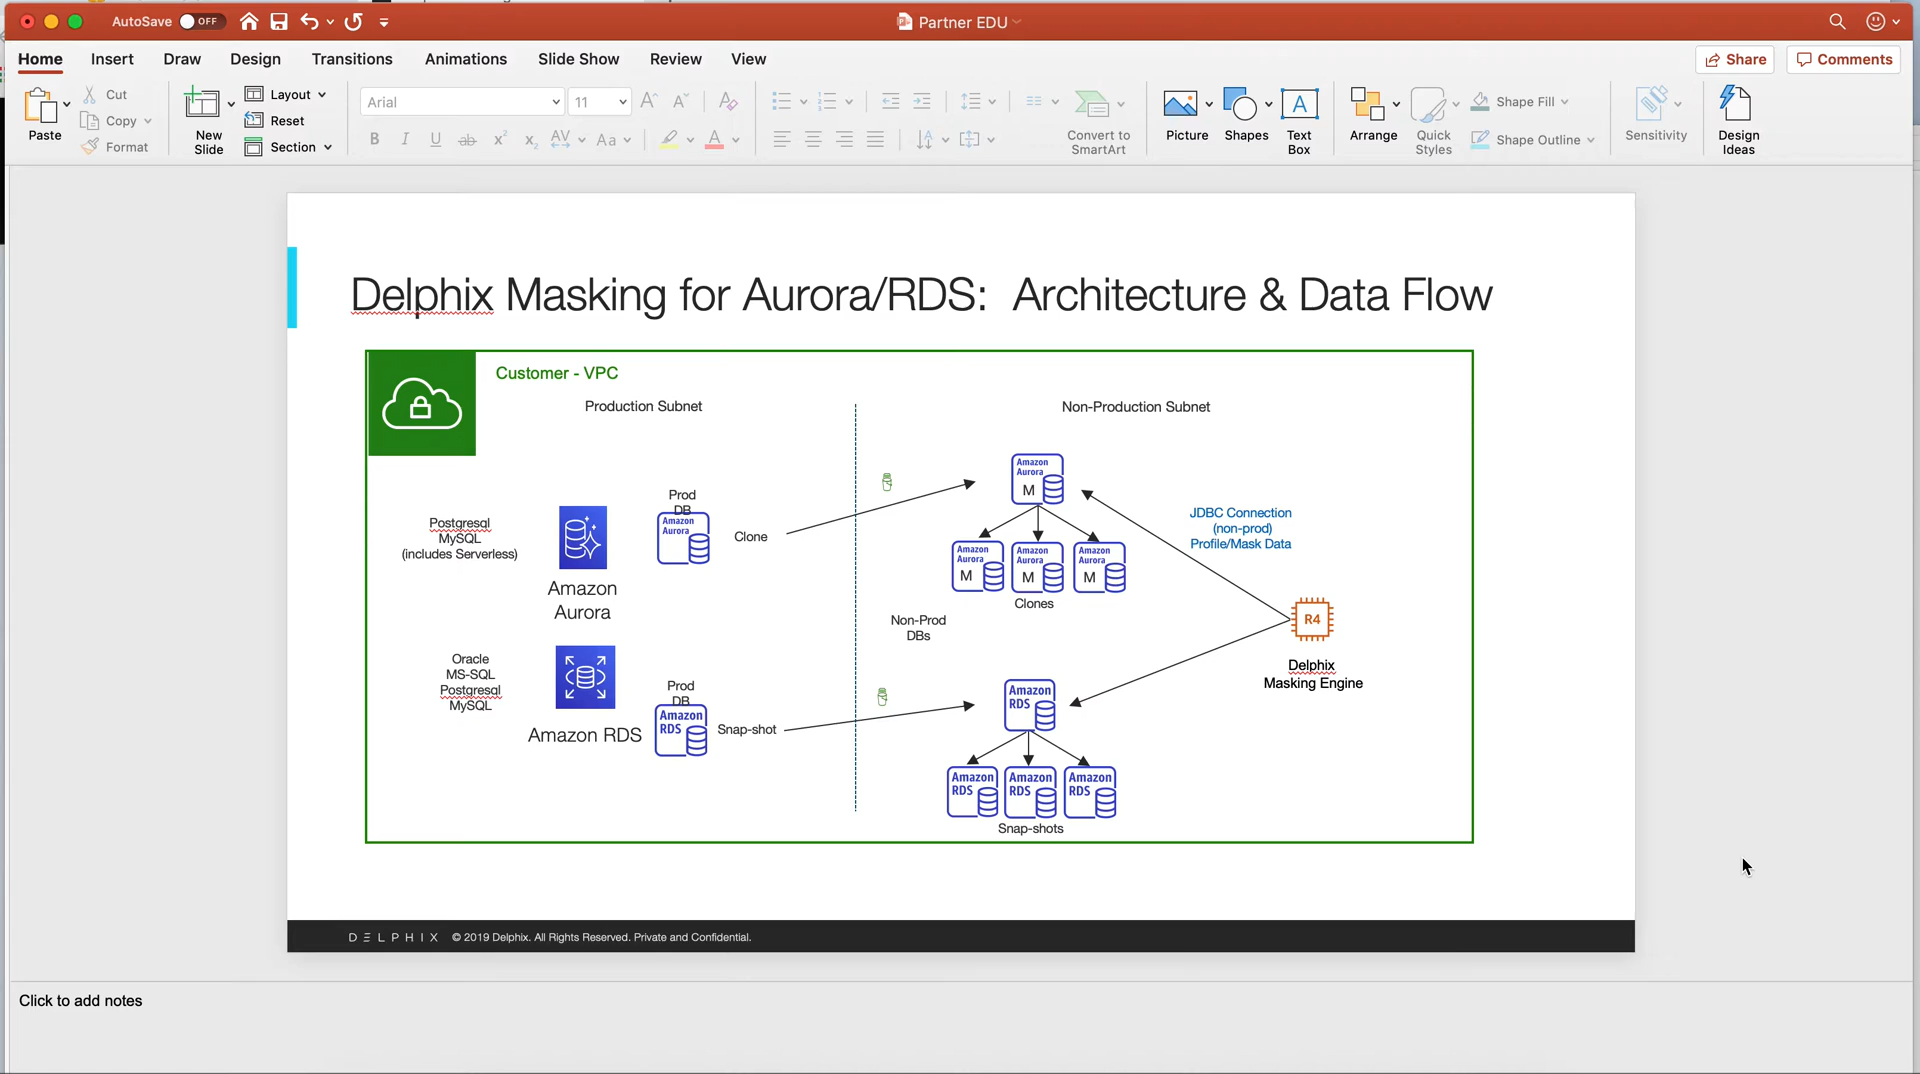 AutoSave OFF
Partner EDU
Home Insert Draw Design Transitions Animations Slide Show Review View
Share Comments
Paste
Cut
Copy
Format
New Slide
Layout
Reset
Section
Arial 11
Convert to SmartArt
Picture
Shapes
Text Box
Arrange
Quick Styles
Shape Fill
Shape Outline
Sensitivity
Design Ideas
Delphix Masking for Aurora/RDS: Architecture & Data Flow
Customer - VPC
Production Subnet
Non-Production Subnet
Postgresql
MySQL
(includes Serverless)
Amazon
Aurora
Prod
DB
Amazon
Aurora
Clone
Amazon
Aurora
M
Amazon
Aurora
M
Amazon
Aurora
M
Amazon
Aurora
M
Clones
JDBC Connection
(non-prod)
Profile/Mask Data
Non-Prod
DBs
R4
Delphix
Masking Engine
Oracle
MS-SQL
Postgresql
MySQL
Amazon RDS
Prod
DB
Amazon
RDS
Snap-shot
Amazon
RDS
Amazon
RDS
Amazon
RDS
Amazon
RDS
Snap-shots
DELPHIX © 2019 Delphix. All Rights Reserved. Private and Confidential.
Click to add notes